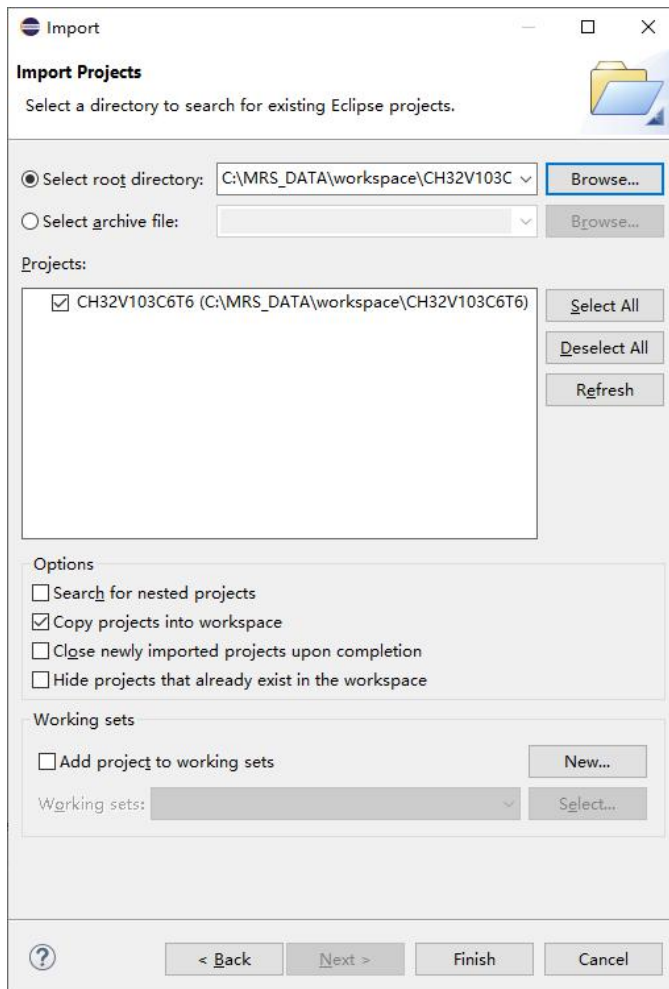 Import
Import Projects
Select a directory to search for existing Eclipse projects.
Select root directory: C:\MRS_DATA\workspace\CH32V103C Browse...
Select archive file: Browse...
Projects:
CH32V103C6T6 (C:\MRS_DATA\workspace\CH32V103C6T6) Select All
Deselect All
Refresh
Options
Search for nested projects
Copy projects into workspace
Close newly imported projects upon completion
Hide projects that already exist in the workspace
Working sets
Add project to working sets New...
Working sets: Select...
? < Back Next > Finish Cancel